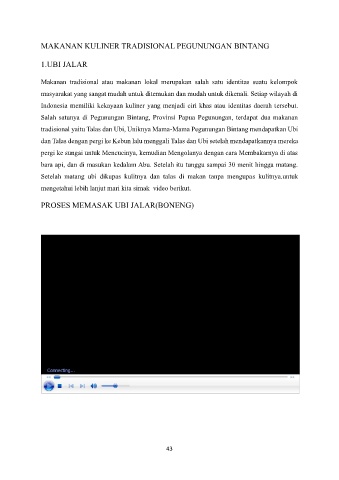 MAKANAN KULINER TRADISIONAL PEGUNUNGAN BINTANG
1.UBI JALAR
Makanan tradisional atau makanan lokal merupakan salah satu identitas suatu kelompok
masyarakat yang sangat mudah untuk ditemukan dan mudah untuk dikenali. Setiap wilayah di
Indonesia memiliki kekayaan kuliner yang menjadi ciri khas atau identitas daerah tersebut.
Salah satunya di Pegunungan Bintang, Provinsi Papua Pegunungan, terdapat dua makanan
tradisional yaitu Talas dan Ubi, Uniknya Mama-Mama Pegunungan Bintang mendapatkan Ubi
dan Talas dengan pergi ke Kebun lalu menggali Talas dan Ubi setelah mendapatkannya mereka
pergi ke sungai untuk Mencucinya, kemudian Mengolanya dengan cara Membakarnya di atas
bara api, dan di masukan kedalam Abu. Setelah itu tunggu sampai 30 menit hingga matang.
Setelah matang ubi dikupas kulitnya dan talas di makan tanpa mengupas kulitnya,untuk
mengetahui lebih lanjut mari kita simak video berikut.
PROSES MEMASAK UBI JALAR(BONENG)
Connecting...
43